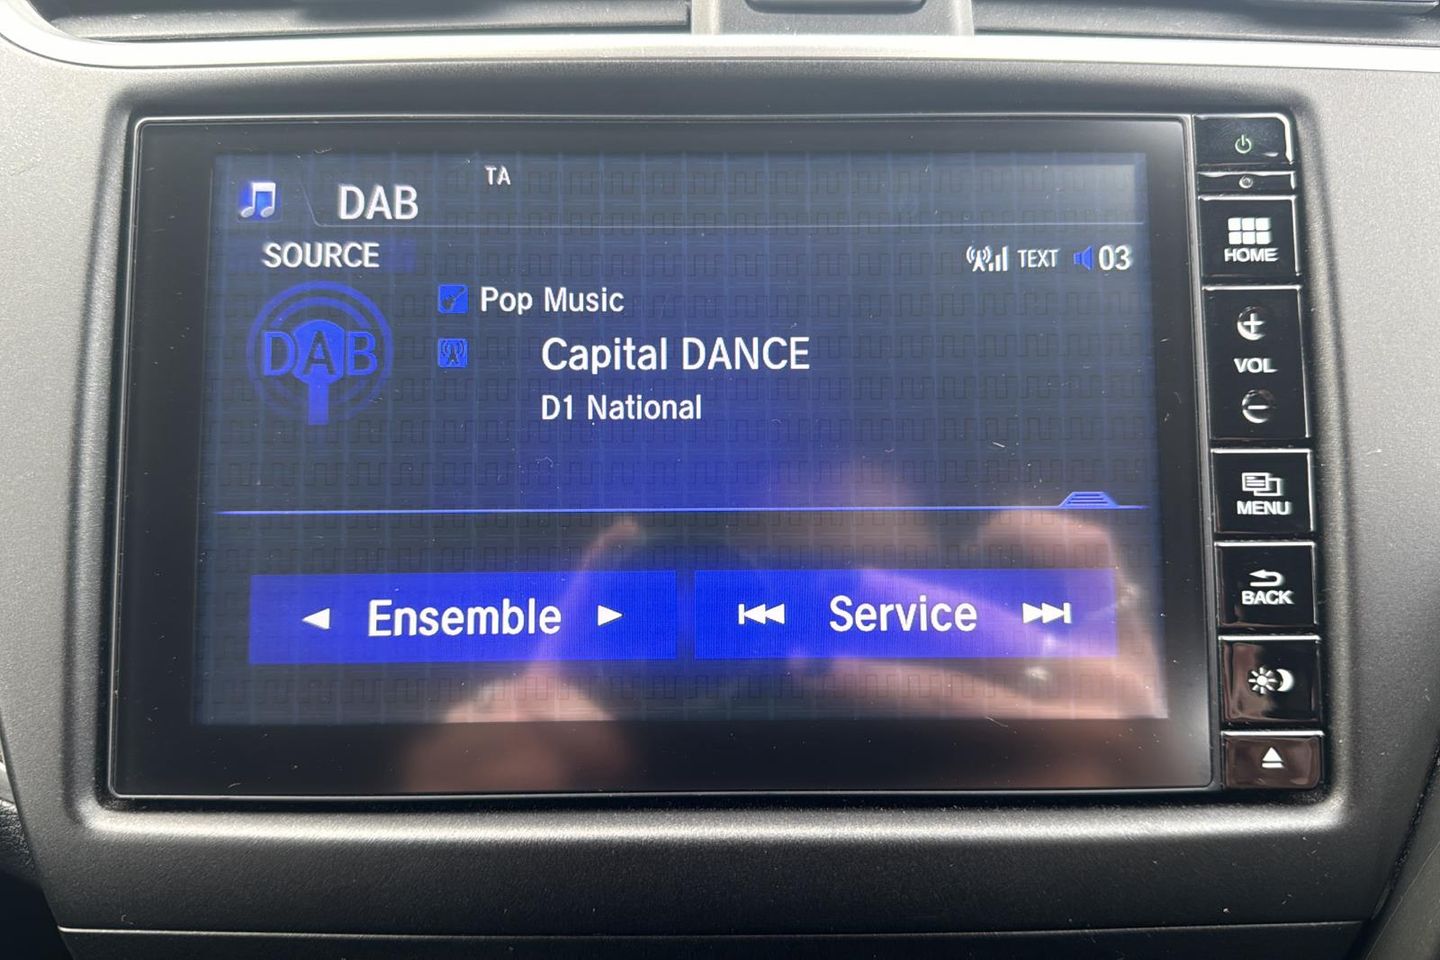 TA
DAB
SOURCE
TEXT 03
DAB
Pop Music
Capital DANCE
D1 National
Ensemble
Service
HOME
VOL
MENU
BACK